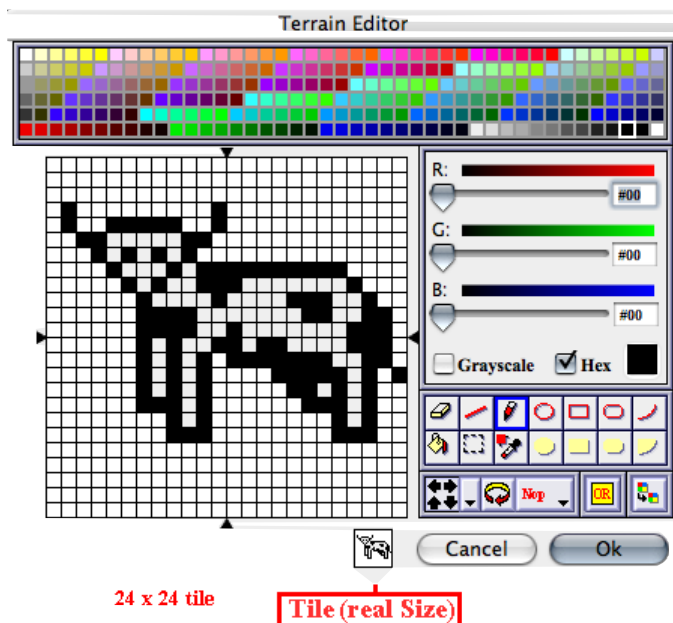 Terrain Editor
R:
#00
G:
#00
B:
#00
Grayscale
Hex
Nop
OR
Cancel
Ok
24 x 24 tile
Tile (real Size)